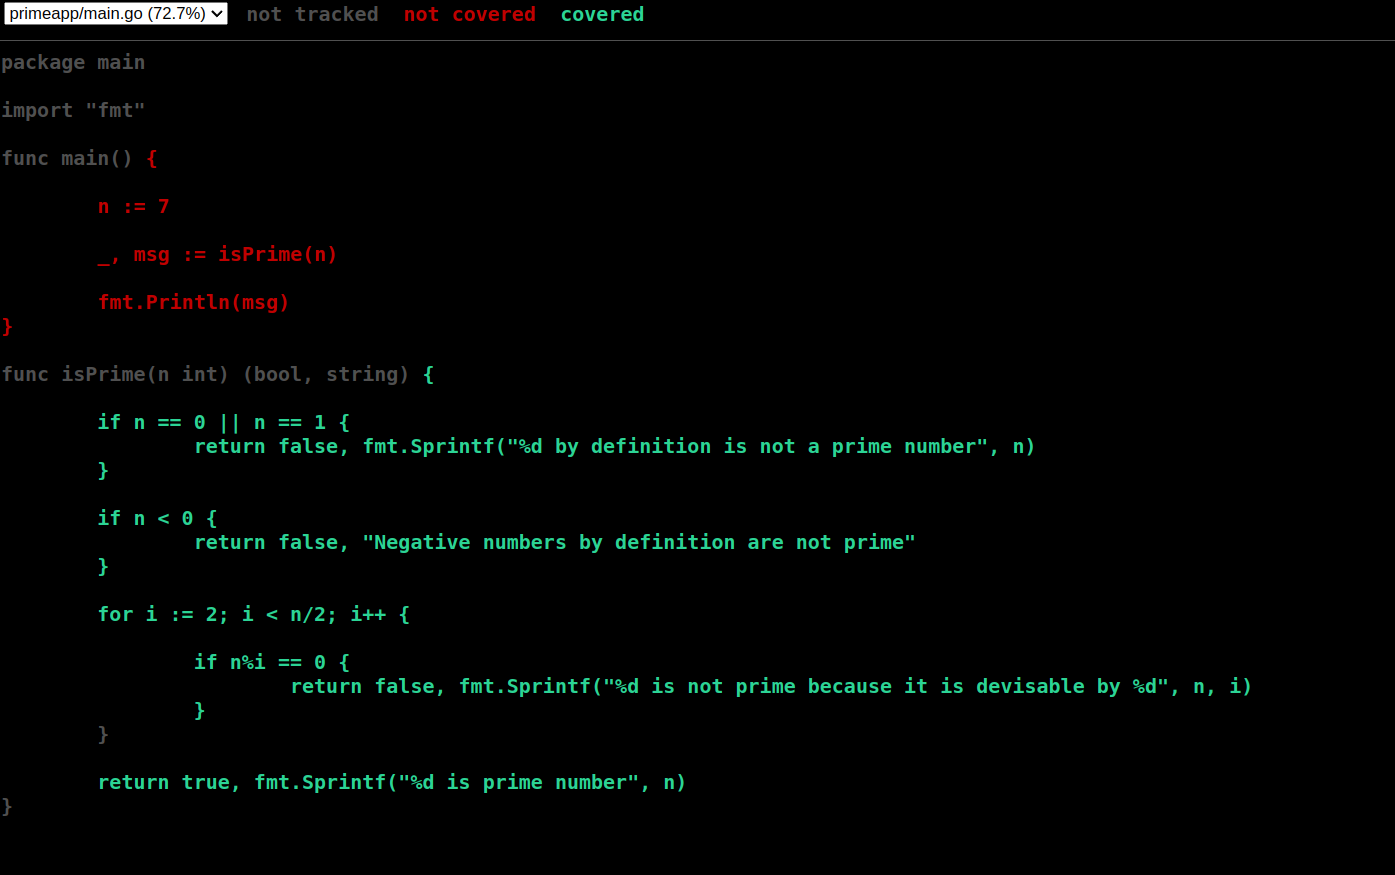 primeapp/main.go (72.7%) not tracked not covered covered
package main
import "fmt"
func main() {
n := 7
_, msg := isPrime(n)
fmt.Println(msg)
}
func isPrime(n int) (bool, string) {
if n == 0 || n == 1 {
return false, fmt.Sprintf("%d by definition is not a prime number", n)
}
if n < 0 {
return false, "Negative numbers by definition are not prime"
}
for i := 2; i < n/2; i++ {
if n%i == 0 {
return false, fmt.Sprintf("%d is not prime because it is devisable by %d", n, i)
}
}
return true, fmt.Sprintf("%d is prime number", n)
}